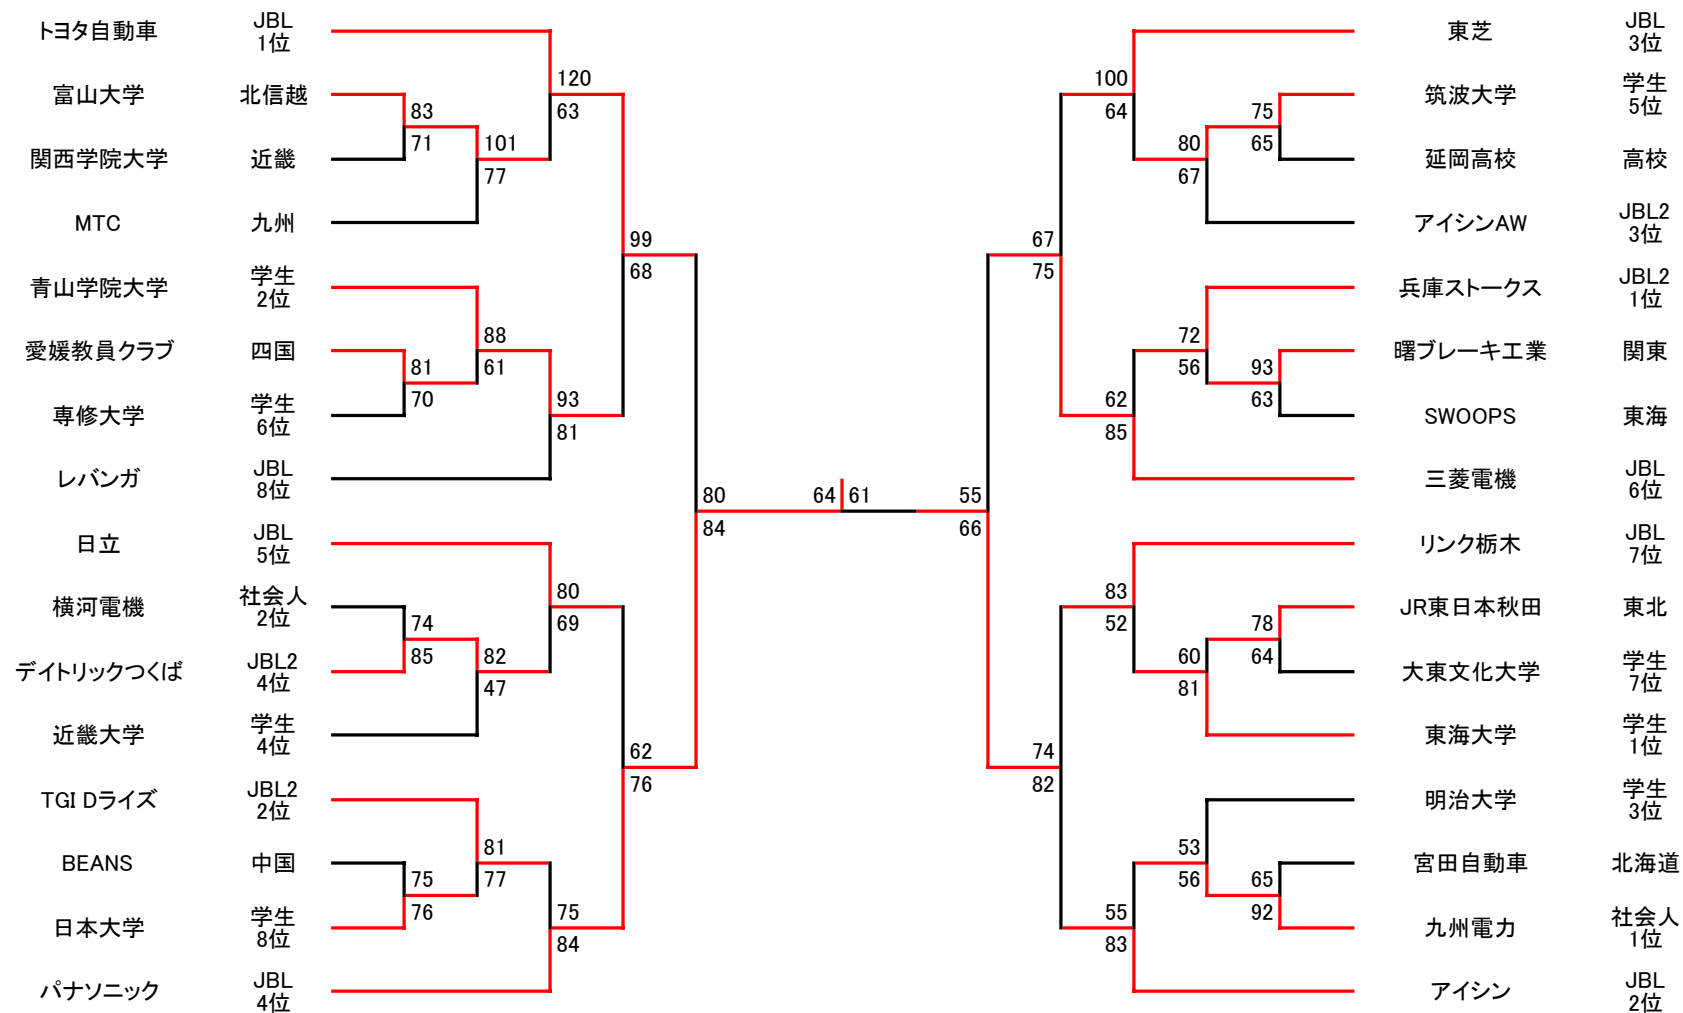 トヨタ自動車 JBL 1位
富山大学 北信越
関西学院大学 近畿
MTC 九州
青山学院大学 学生 2位
愛媛教員クラブ 四国
専修大学 学生 6位
レバンガ JBL 8位
日立 JBL 5位
横河電機 社会人 2位
デイトリックつくば JBL2 4位
近畿大学 学生 4位
TGI Dライズ JBL2 2位
BEANS 中国
日本大学 学生 8位
パナソニック JBL 4位
83
71
81
70
74
85
75
76
101
77
88
61
82
47
81
77
120
63
93
81
80
69
75
84
99
68
62
76
80
84
64 61
55
66
67
75
74
82
100
64
62
85
83
52
55
83
80
67
72
56
60
81
53
56
75
65
93
63
78
64
65
92
東芝 JBL 3位
筑波大学 学生 5位
延岡高校 高校
アイシンAW JBL2 3位
兵庫ストークス JBL2 1位
曙ブレーキ工業 関東
SWOOPS 東海
三菱電機 JBL 6位
リンク栃木 JBL 7位
JR東日本秋田 東北
大東文化大学 学生 7位
東海大学 学生 1位
明治大学 学生 3位
宮田自動車 北海道
九州電力 社会人 1位
アイシン JBL 2位